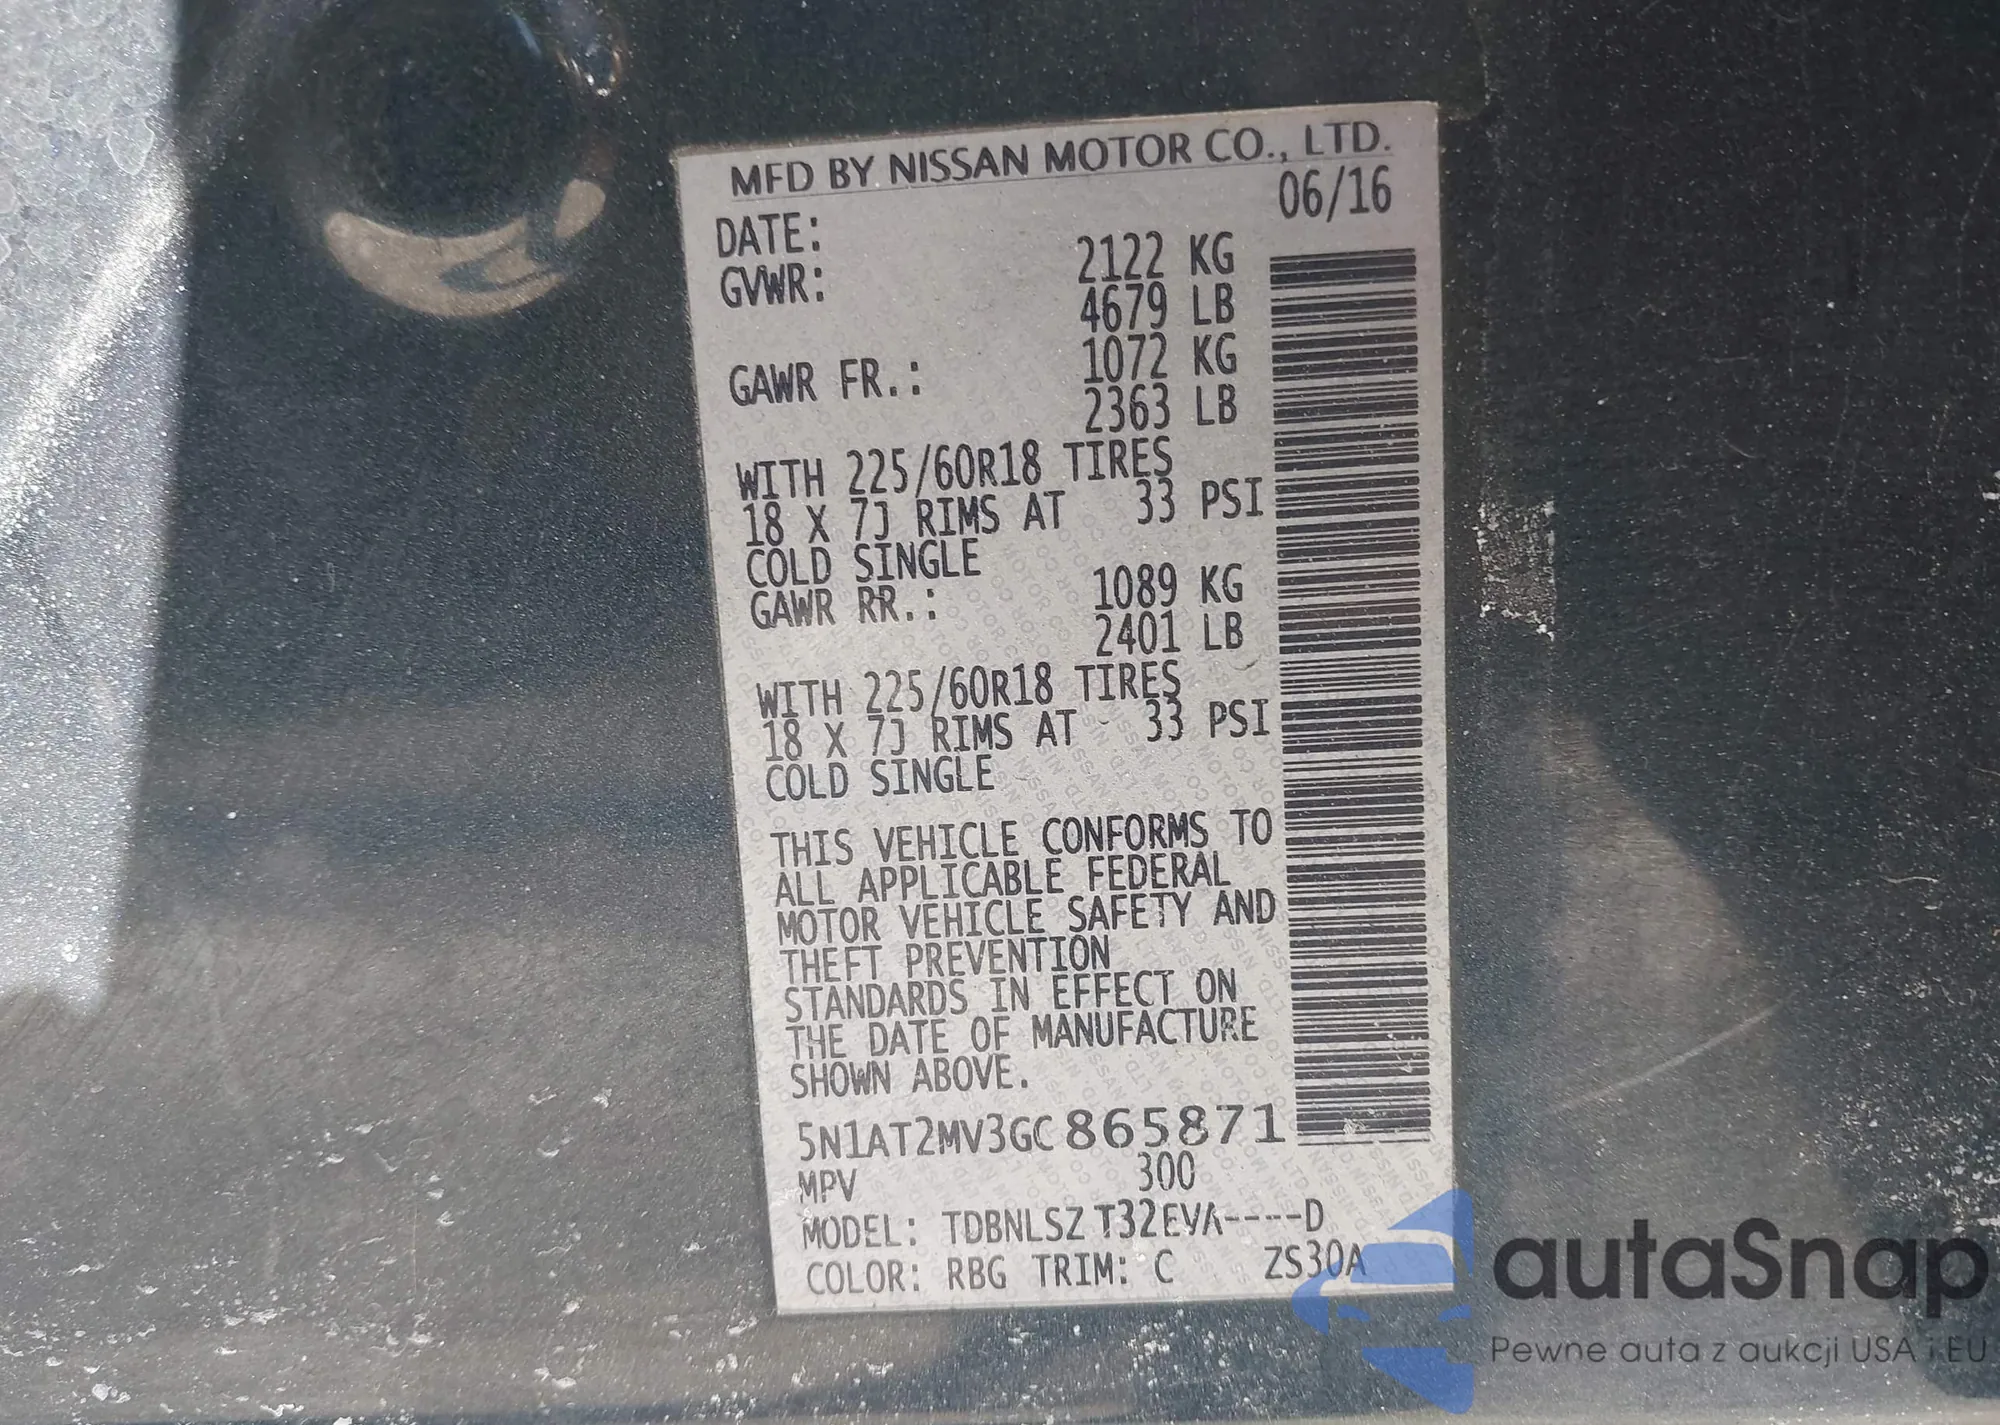 MFD BY NISSAN MOTOR CO., LTD.
DATE: 06/16
GVWR: 2122 KG
4679 LB
GAWR FR.: 1072 KG
2363 LB
WITH 225/60R18 TIRES
18 X 7J RIMS AT 33 PSI
COLD SINGLE
GAWR RR.: 1089 KG
2401 LB
WITH 225/60R18 TIRES
18 X 7J RIMS AT 33 PSI
COLD SINGLE
THIS VEHICLE CONFORMS TO
ALL APPLICABLE FEDERAL
MOTOR VEHICLE SAFETY AND
THEFT PREVENTION
STANDARDS IN EFFECT ON
THE DATE OF MANUFACTURE
SHOWN ABOVE.
5N1AT2MV3GC865871
MPV 300
MODEL: TDBNLSZ T32EVA----D
COLOR: RBG TRIM: C ZS30A
autaSnap
Pewne auta z aukcji USA i EU